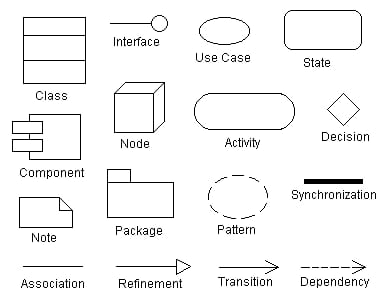 Interface
Use Case
State
Class
Node
Activity
Decision
Component
Synchronization
Note
Package
Pattern
Association
Refinement
Transition
Dependency